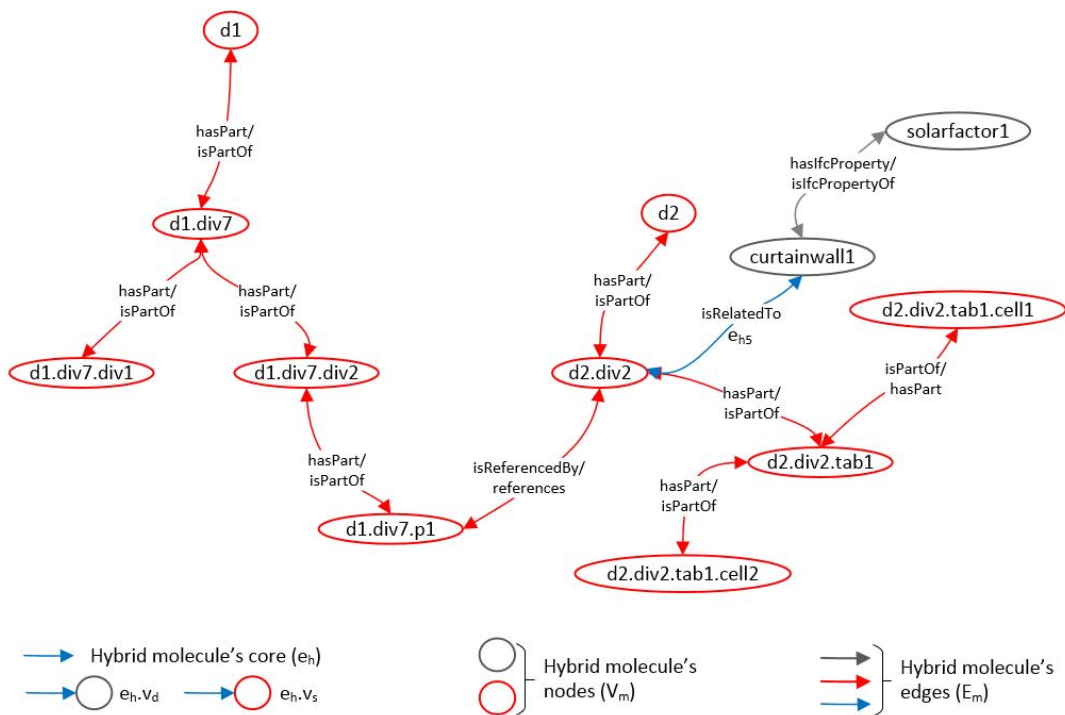 d1
hasPart/
isPartOf
solarfactor1
hasIfcProperty/
isIfcPropertyOf
d1.div7
d2
curtainwall1
hasPart/
isPartOf
hasPart/
isPartOf
hasPart/
isPartOf
isRelatedTo
eh5
d2.div2.tab1.cell1
d1.div7.div1
d1.div7.div2
d2.div2
isPartOf/
hasPart
hasPart/
isPartOf
hasPart/
isPartOf
isReferencedBy/
references
d2.div2.tab1
hasPart/
isPartOf
d1.div7.p1
d2.div2.tab1.cell2
Hybrid molecule's core (eh)
eh.vd
eh.vs
Hybrid molecule's
nodes (Vm)
Hybrid molecule's
edges (Em)